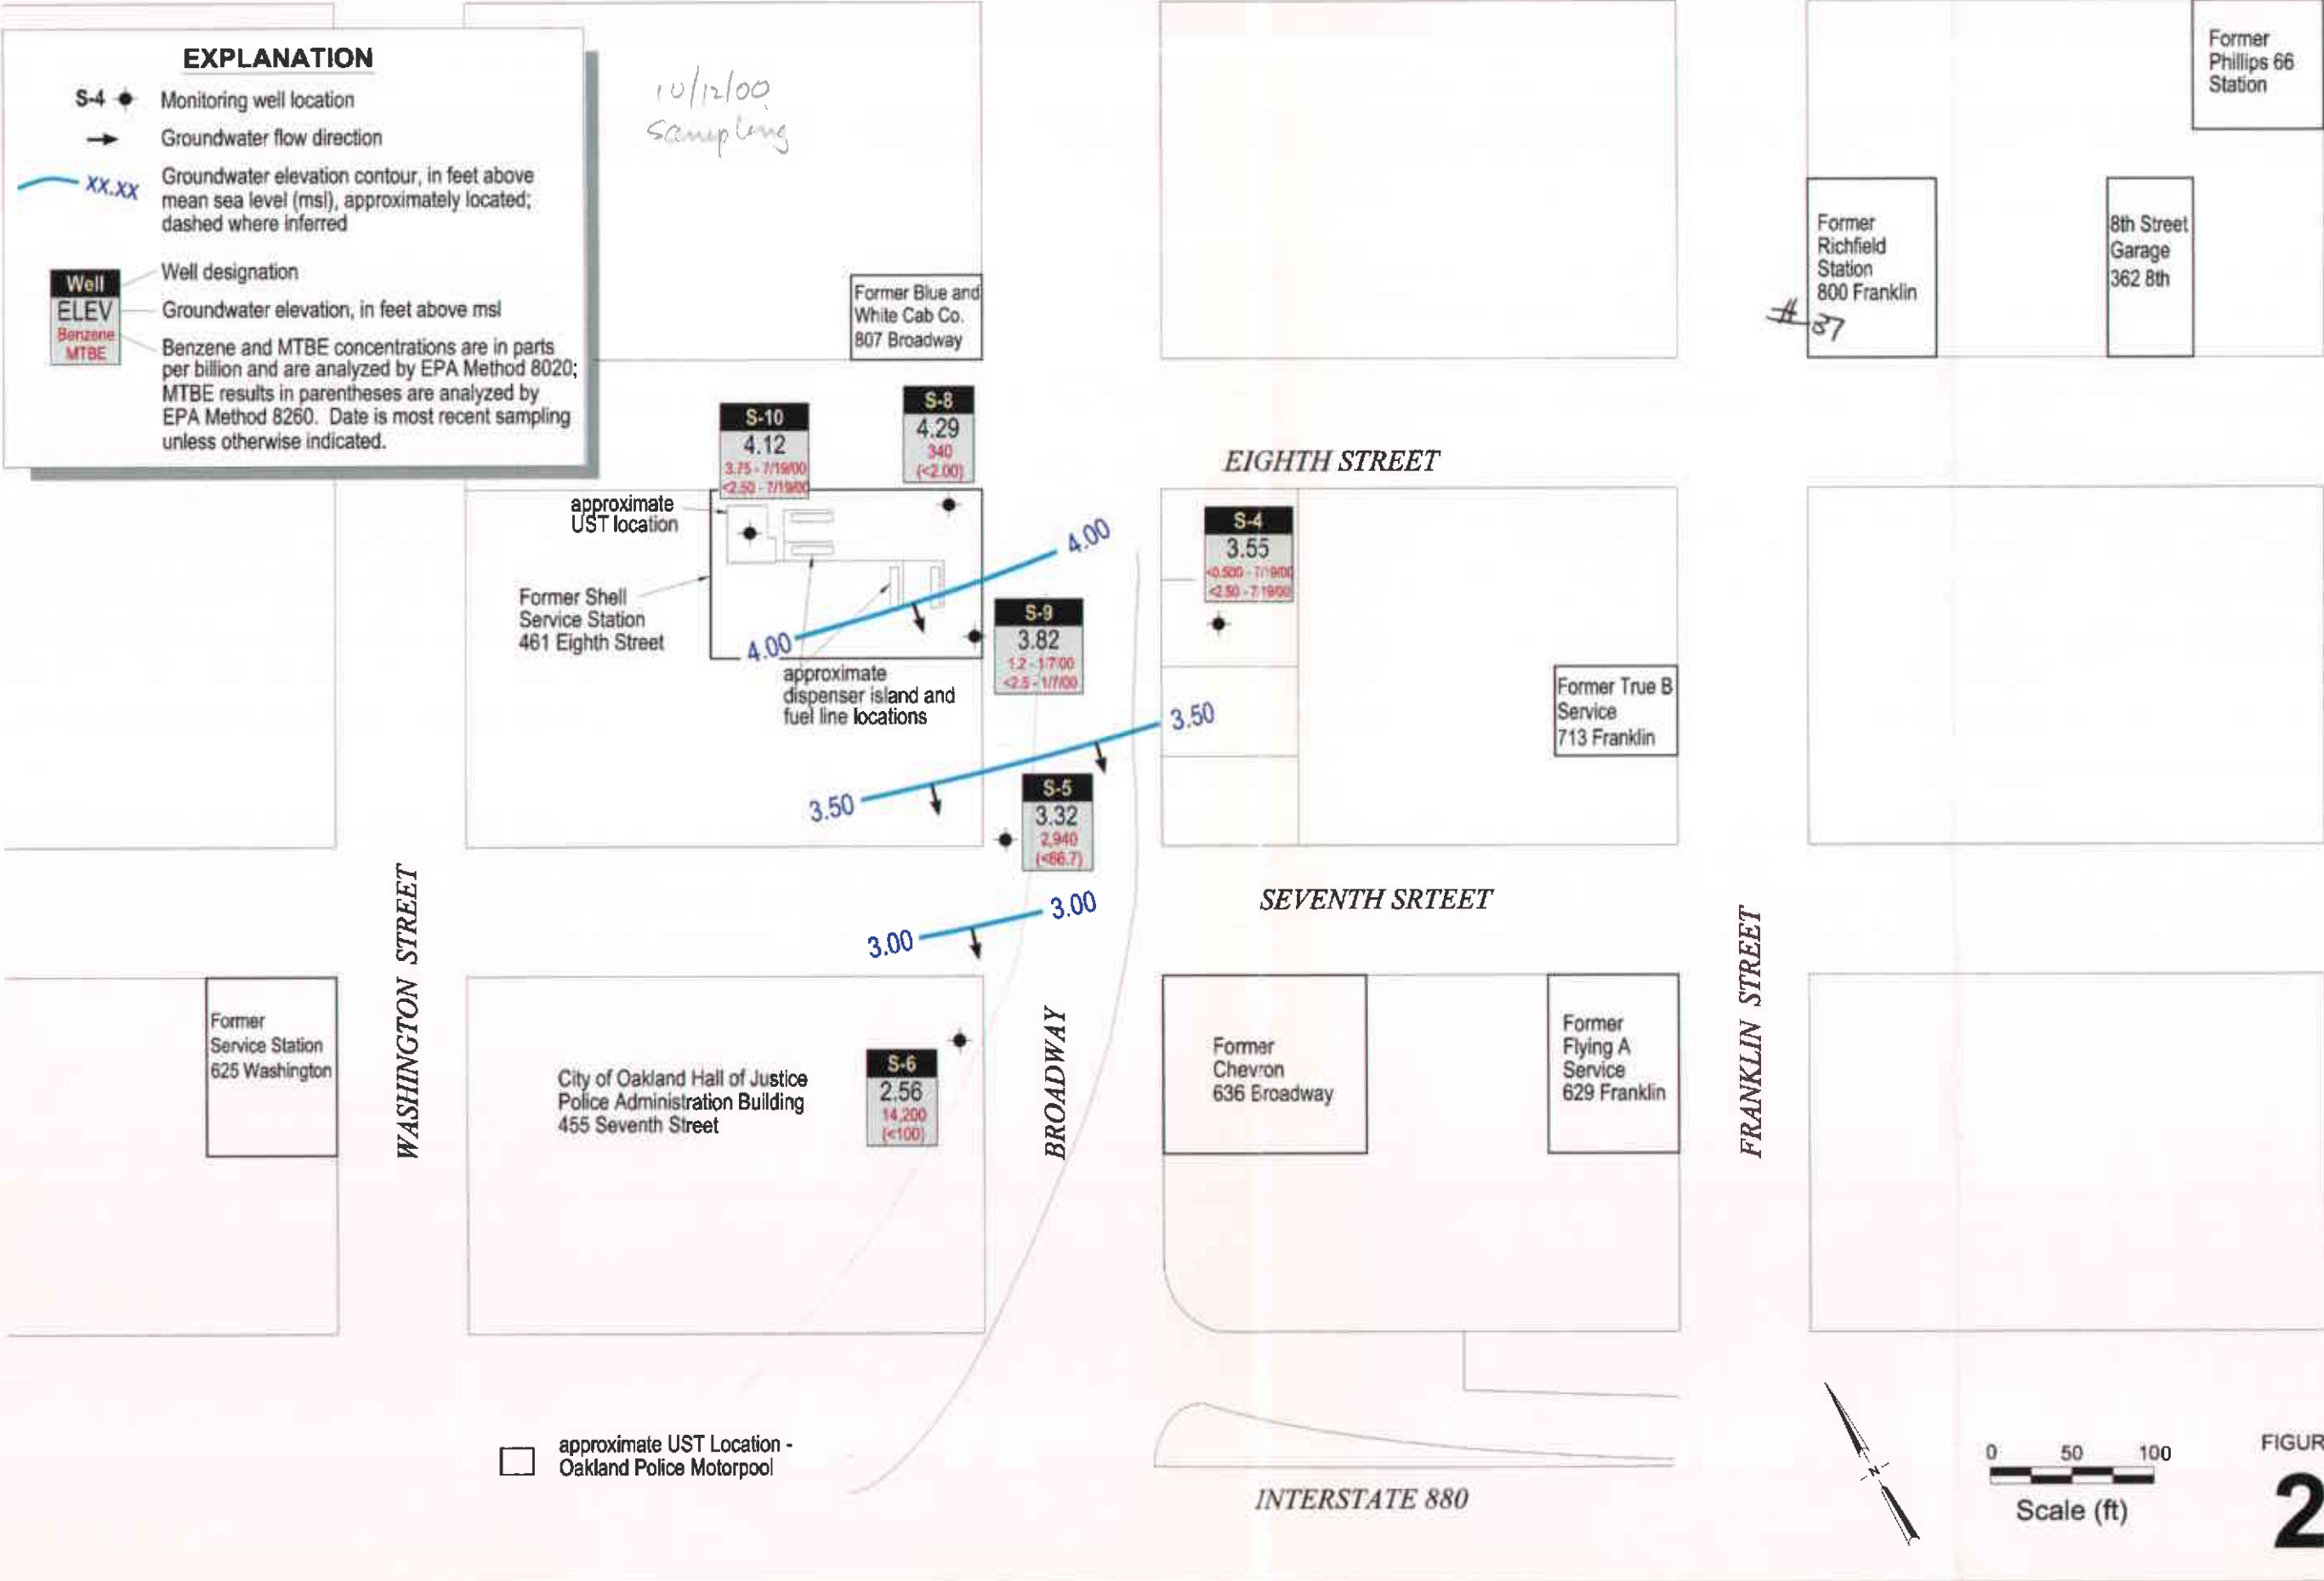 EXPLANATION
S-4 Monitoring well location
Groundwater flow direction
XX.XX Groundwater elevation contour, in feet above
mean sea level (msl), approximately located;
dashed where inferred
Well Well designation
ELEV Groundwater elevation, in feet above msl
Benzene
MTBE
Benzene and MTBE concentrations are in parts
per billion and are analyzed by EPA Method 8020;
MTBE results in parentheses are analyzed by
EPA Method 8260. Date is most recent sampling
unless otherwise indicated.
10/12/00
Sampling
Former
Phillips 66
Station
Former
Richfield
Station
800 Franklin
# 37
8th Street
Garage
362 8th
Former Blue and
White Cab Co.
807 Broadway
S-10
4.12
3.75 - 7/19/00
<2.50 - 7/19/00
S-8
4.29
340
(<2.00)
EIGHTH STREET
approximate
UST location
Former Shell
Service Station
461 Eighth Street
4.00
4.00
S-4
3.55
<0.500 - 7/19/00
<2.50 - 7/19/00
S-9
3.82
1.2 - 1/7/00
<2.5 - 1/7/00
approximate
dispenser island and
fuel line locations
Former True B
Service
713 Franklin
3.50
3.50
S-5
3.32
2,940
(<66.7)
SEVENTH SRTEET
3.00
3.00
WASHINGTON STREET
BROADWAY
FRANKLIN STREET
Former
Service Station
625 Washington
City of Oakland Hall of Justice
Police Administration Building
455 Seventh Street
S-6
2.56
14,200
(<100)
Former
Chevron
636 Broadway
Former
Flying A
Service
629 Franklin
approximate UST Location -
Oakland Police Motorpool
INTERSTATE 880
N
0 50 100
Scale (ft)
FIGUR
2